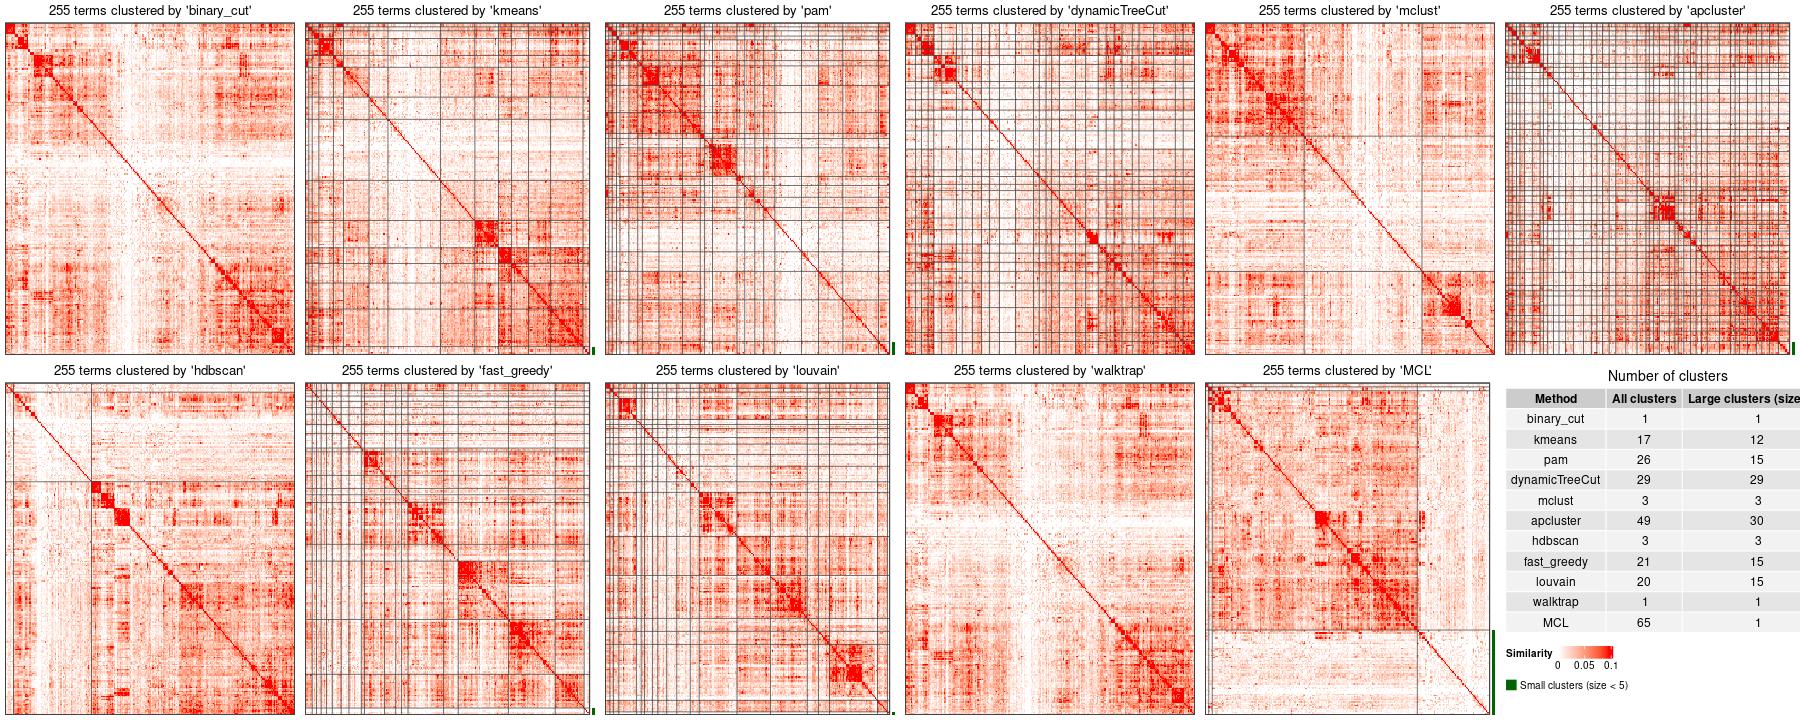 255 terms clustered by 'binary_cut'
255 terms clustered by 'kmeans'
255 terms clustered by 'pam'
255 terms clustered by 'dynamicTreeCut'
255 terms clustered by 'mclust'
255 terms clustered by 'apcluster'
255 terms clustered by 'hdbscan'
255 terms clustered by 'fast_greedy'
255 terms clustered by 'louvain'
255 terms clustered by 'walktrap'
255 terms clustered by 'MCL'
Number of clusters
Method All clusters Large clusters (size
binary_cut 1 1
kmeans 17 12
pam 26 15
dynamicTreeCut 29 29
mclust 3 3
apcluster 49 30
hdbscan 3 3
fast_greedy 21 15
louvain 20 15
walktrap 1 1
MCL 65 1
Similarity
0 0.05 0.1
Small clusters (size < 5)